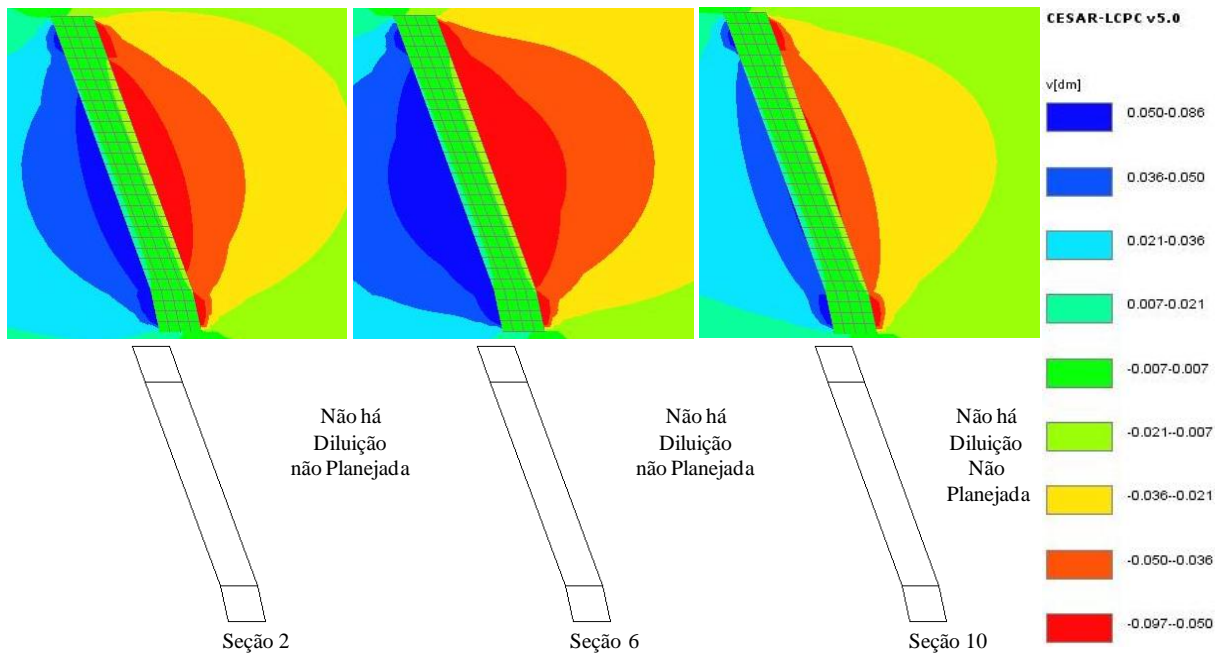 CESAR-LCPC v5.0
v[dm]
0.050-0.086
0.036-0.050
0.021-0.036
0.007-0.021
-0.007-0.007
-0.021--0.007
-0.036--0.021
-0.050--0.036
-0.097--0.050
Não há
Diluição
não Planejada
Seção 2
Não há
Diluição
não Planejada
Seção 6
Não há
Diluição
Não
Planejada
Seção 10